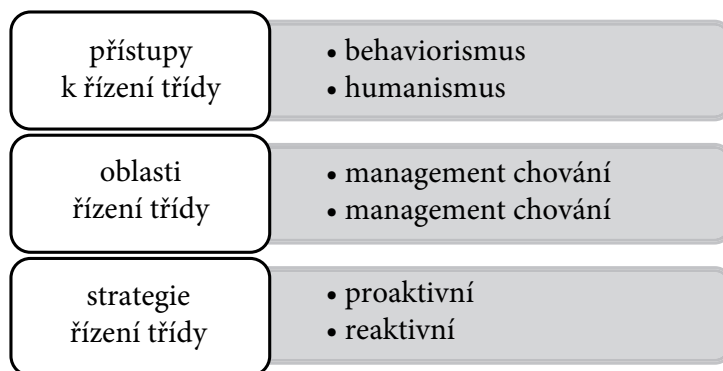 přístupy
k řízení třídy
• behaviorismus
• humanismus
oblasti
řízení třídy
• management chování
• management chování
strategie
řízení třídy
• proaktivní
• reaktivní